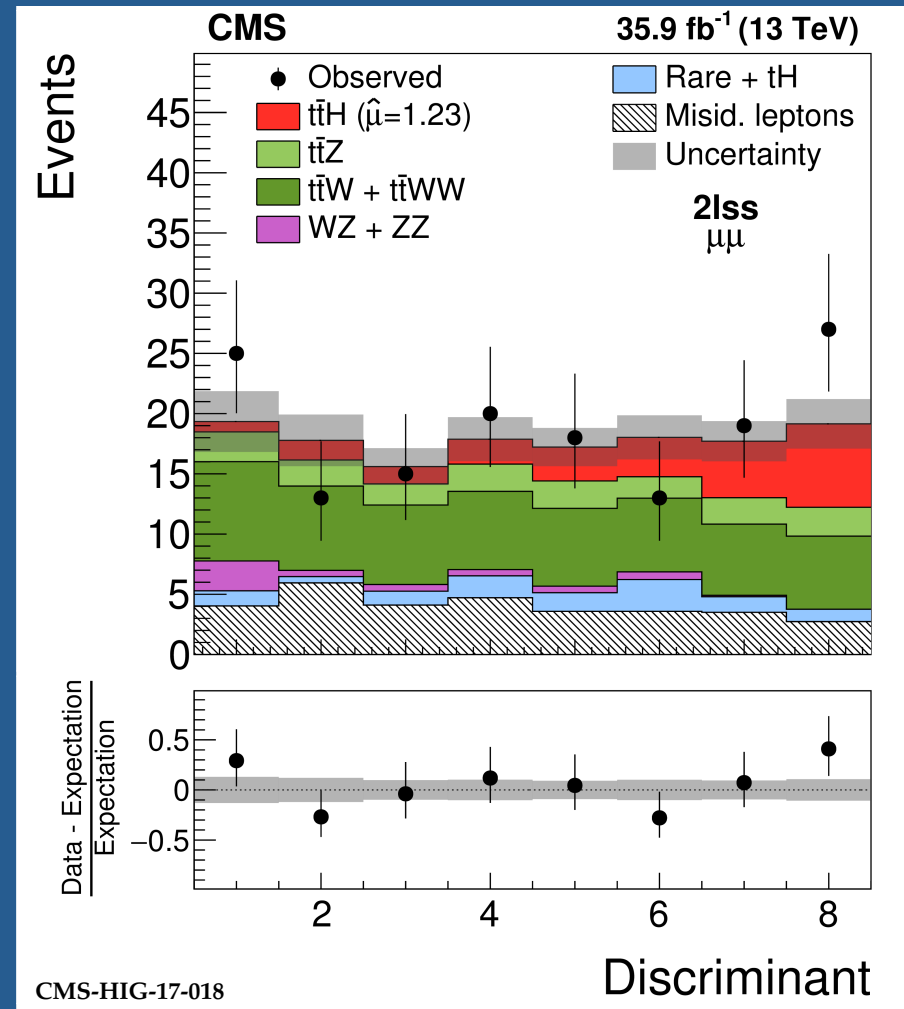 CMS
35.9 fb⁻¹ (13 TeV)
Events
Observed
tt̄H (μ̂=1.23)
tt̄Z
tt̄W + tt̄WW
WZ + ZZ
Rare + tH
Misid. leptons
Uncertainty
2lss
μμ
45
40
35
30
25
20
15
10
5
0
Data - Expectation
Expectation
0.5
0
−0.5
2
4
6
8
Discriminant
CMS-HIG-17-018